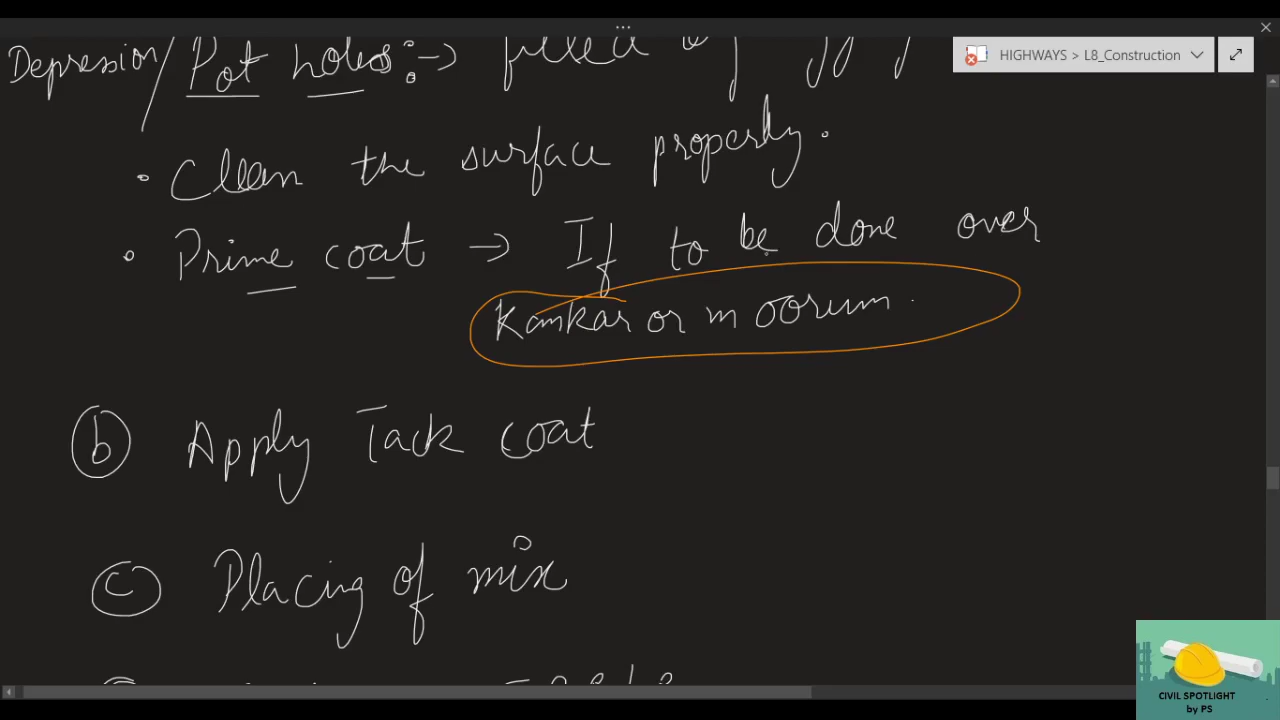 HIGHWAYS > L8_Construction
Depression/Pot holes :→ filled
• Clean the surface properly.
• Prime coat → If to be done over
Kankar or moorum.
b Apply Tack coat
c Placing of mix
CIVIL SPOTLIGHT
by PS